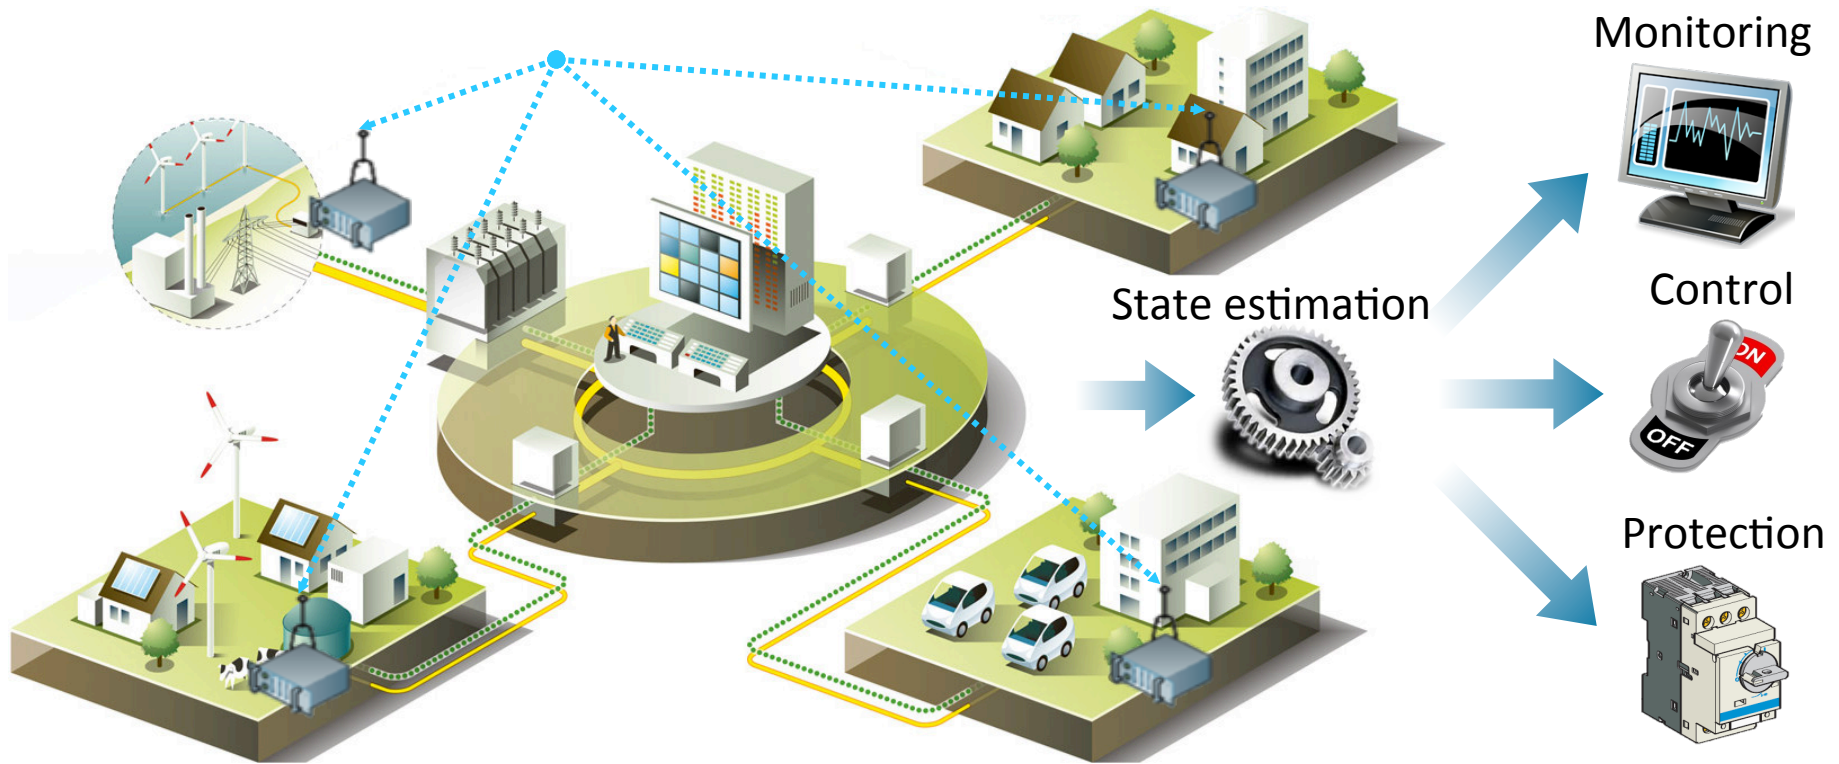 Monitoring
State estimation
Control
ON
OFF
Protection